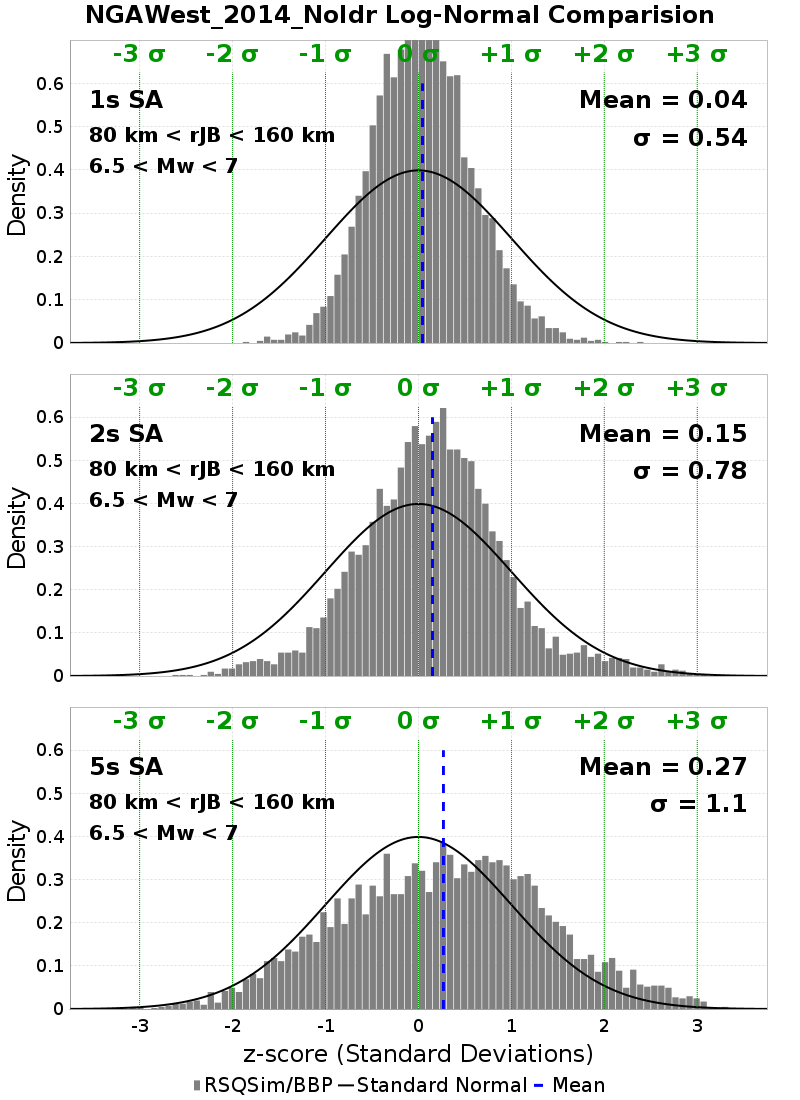 NGAWest_2014_NoIdr Log-Normal Comparision
-3 σ -2 σ -1 σ 0 σ +1 σ +2 σ +3 σ
1s SA
80 km < rJB < 160 km
6.5 < Mw < 7
Mean = 0.04
σ = 0.54
Density
0.6
0.5
0.4
0.3
0.2
0.1
0
-3 σ -2 σ -1 σ 0 σ +1 σ +2 σ +3 σ
2s SA
80 km < rJB < 160 km
6.5 < Mw < 7
Mean = 0.15
σ = 0.78
Density
0.6
0.5
0.4
0.3
0.2
0.1
0
-3 σ -2 σ -1 σ 0 σ +1 σ +2 σ +3 σ
5s SA
80 km < rJB < 160 km
6.5 < Mw < 7
Mean = 0.27
σ = 1.1
Density
0.6
0.5
0.4
0.3
0.2
0.1
0
-3 -2 -1 0 1 2 3
z-score (Standard Deviations)
RSQSim/BBP Standard Normal Mean